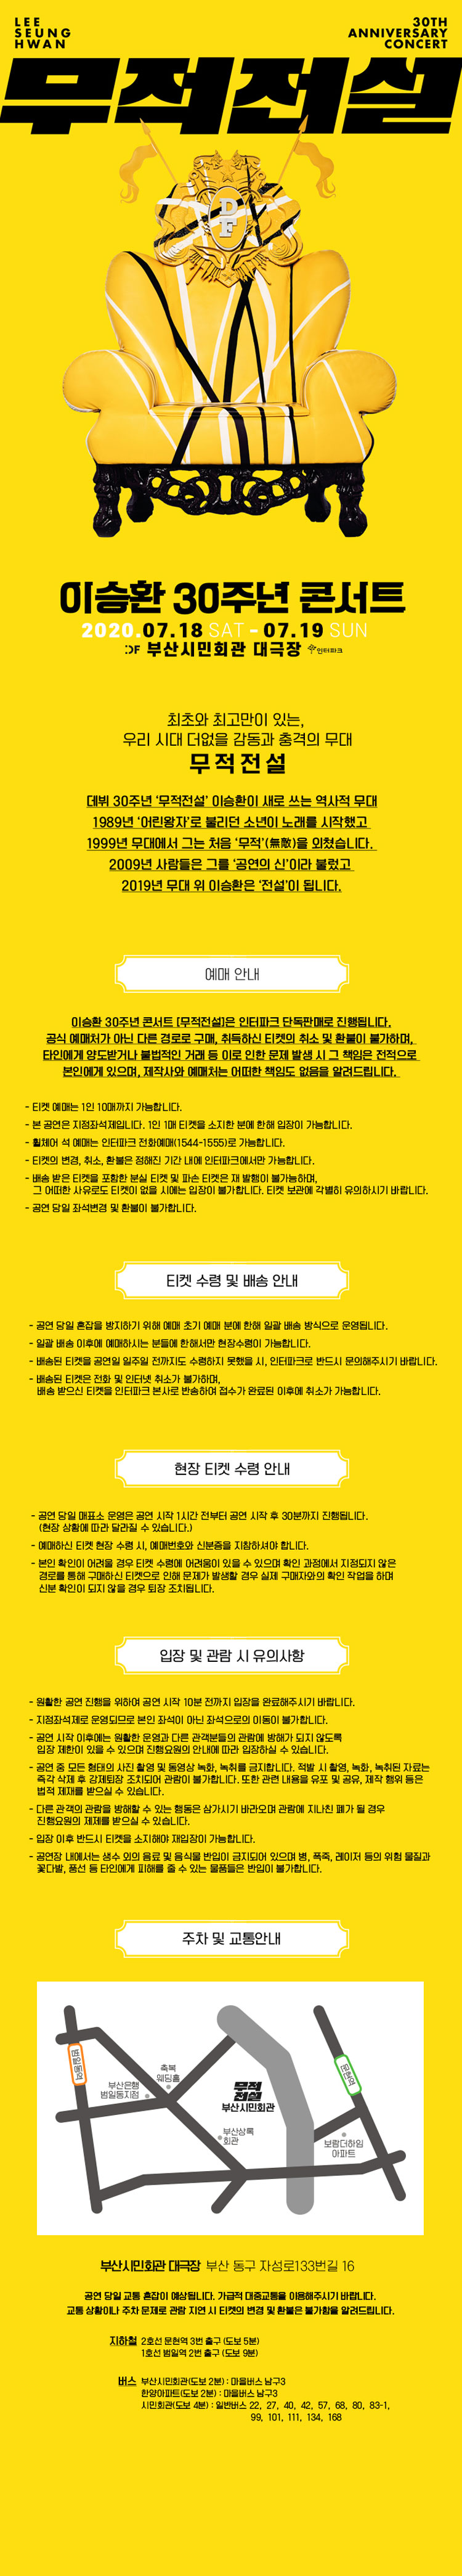 LEE
SEUNG
HWAN
30TH
ANNIVERSARY
CONCERT
무적전설
DF
이승환 30주년 콘서트
2020.07.18 SAT - 07.19 SUN
:DF 부산시민회관 대극장 인터파크
최초와 최고만이 있는,
우리 시대 더없을 감동과 충격의 무대
무적전설
데뷔 30주년 ‘무적전설’ 이승환이 새로 쓰는 역사적 무대
1989년 ‘어린왕자’로 불리던 소년이 노래를 시작했고
1999년 무대에서 그는 처음 ‘무적’(無敵)을 외쳤습니다.
2009년 사람들은 그를 ‘공연의 신’이라 불렀고
2019년 무대 위 이승환은 ‘전설’이 됩니다.
예매 안내
이승환 30주년 콘서트 [무적전설]은 인터파크 단독판매로 진행됩니다.
공식 예매처가 아닌 다른 경로로 구매, 취득하신 티켓의 취소 및 환불이 불가하며,
타인에게 양도받거나 불법적인 거래 등 이로 인한 문제 발생 시 그 책임은 전적으로
본인에게 있으며, 제작사와 예매처는 어떠한 책임도 없음을 알려드립니다.
- 티켓 예매는 1인 10매까지 가능합니다.
- 본 공연은 지정좌석제입니다. 1인 1매 티켓을 소지한 분에 한해 입장이 가능합니다.
- 휠체어 석 예매는 인터파크 전화예매(1544-1555)로 가능합니다.
- 티켓의 변경, 취소, 환불은 정해진 기간 내에 인터파크에서만 가능합니다.
- 배송 받은 티켓을 포함한 분실 티켓 및 파손 티켓은 재 발행이 불가능하며,
그 어떠한 사유로도 티켓이 없을 시에는 입장이 불가합니다. 티켓 보관에 각별히 유의하시기 바랍니다.
- 공연 당일 좌석변경 및 환불이 불가합니다.
티켓 수령 및 배송 안내
- 공연 당일 혼잡을 방지하기 위해 예매 초기 예매 분에 한해 일괄 배송 방식으로 운영됩니다.
- 일괄 배송 이후에 예매하시는 분들에 한해서만 현장수령이 가능합니다.
- 배송된 티켓을 공연일 일주일 전까지도 수령하지 못했을 시, 인터파크로 반드시 문의해주시기 바랍니다.
- 배송된 티켓은 전화 및 인터넷 취소가 불가하며,
배송 받으신 티켓을 인터파크 본사로 반송하여 접수가 완료된 이후에 취소가 가능합니다.
현장 티켓 수령 안내
- 공연 당일 매표소 운영은 공연 시작 1시간 전부터 공연 시작 후 30분까지 진행됩니다.
(현장 상황에 따라 달라질 수 있습니다.)
- 예매하신 티켓 현장 수령 시, 예매번호와 신분증을 지참하셔야 합니다.
- 본인 확인이 어려울 경우 티켓 수령에 어려움이 있을 수 있으며 확인 과정에서 지정되지 않은
경로를 통해 구매하신 티켓으로 인해 문제가 발생할 경우 실제 구매자와의 확인 작업을 하며
신분 확인이 되지 않을 경우 퇴장 조치됩니다.
입장 및 관람 시 유의사항
- 원활한 공연 진행을 위하여 공연 시작 10분 전까지 입장을 완료해주시기 바랍니다.
- 지정좌석제로 운영되므로 본인 좌석이 아닌 좌석으로의 이동이 불가합니다.
- 공연 시작 이후에는 원활한 운영과 다른 관객분들의 관람에 방해가 되지 않도록
입장 제한이 있을 수 있으며 진행요원의 안내에 따라 입장하실 수 있습니다.
- 공연 중 모든 형태의 사진 촬영 및 동영상 녹화, 녹취를 금지합니다. 적발 시 촬영, 녹화, 녹취된 자료는
즉각 삭제 후 강제퇴장 조치되어 관람이 불가합니다. 또한 관련 내용을 유포 및 공유, 제작 행위 등은
법적 제재를 받으실 수 있습니다.
- 다른 관객의 관람을 방해할 수 있는 행동은 삼가시기 바라오며 관람에 지나친 폐가 될 경우
진행요원의 제제를 받으실 수 있습니다.
- 입장 이후 반드시 티켓을 소지해야 재입장이 가능합니다.
- 공연장 내에서는 생수 외의 음료 및 음식물 반입이 금지되어 있으며 병, 폭죽, 레이저 등의 위험 물질과
꽃다발, 풍선 등 타인에게 피해를 줄 수 있는 물품들은 반입이 불가합니다.
주차 및 교통안내
범일동역
문현역
축복
웨딩홀
부산은행
범일동지점
무적
전설
부산시민회관
부산상록
회관
보람더하임
아파트
부산시민회관 대극장 부산 동구 자성로133번길 16
공연 당일 교통 혼잡이 예상됩니다. 가급적 대중교통을 이용해주시기 바랍니다.
교통 상황이나 주차 문제로 관람 지연 시 티켓의 변경 및 환불은 불가함을 알려드립니다.
지하철 2호선 문현역 3번 출구 (도보 5분)
1호선 범일역 2번 출구 (도보 9분)
버스 부산시민회관(도보 2분) : 마을버스 남구3
한양아파트(도보 2분) : 마을버스 남구3
시민회관(도보 4분) : 일반버스 22, 27, 40, 42, 57, 68, 80, 83-1,
99, 101, 111, 134, 168